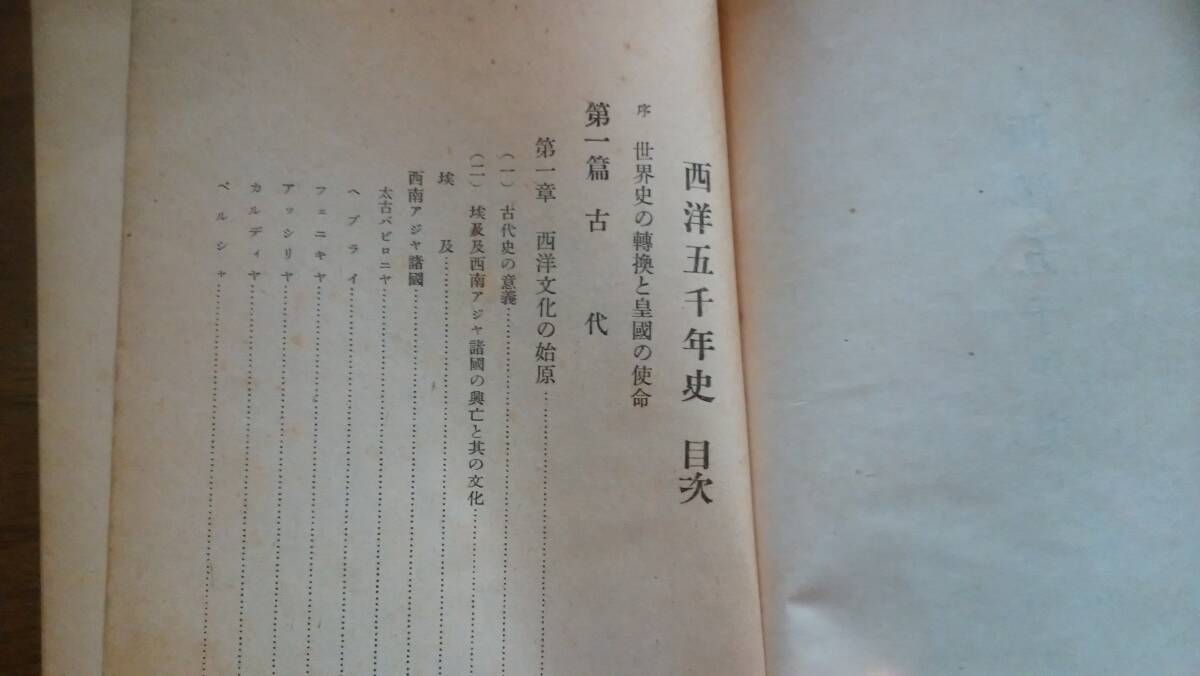 西洋五千年史 目次
序 世界史の轉換と皇國の使命
第一篇 古代
第一章 西洋文化の始原
(一) 古代史の意義
(二) 埃及及西南アジヤ諸國の興亡と其の文化
埃及
西南アジヤ諸國
太古バビロニヤ
ヘブライ
フェニキヤ
アッシリヤ
カルディヤ
ペルシャ